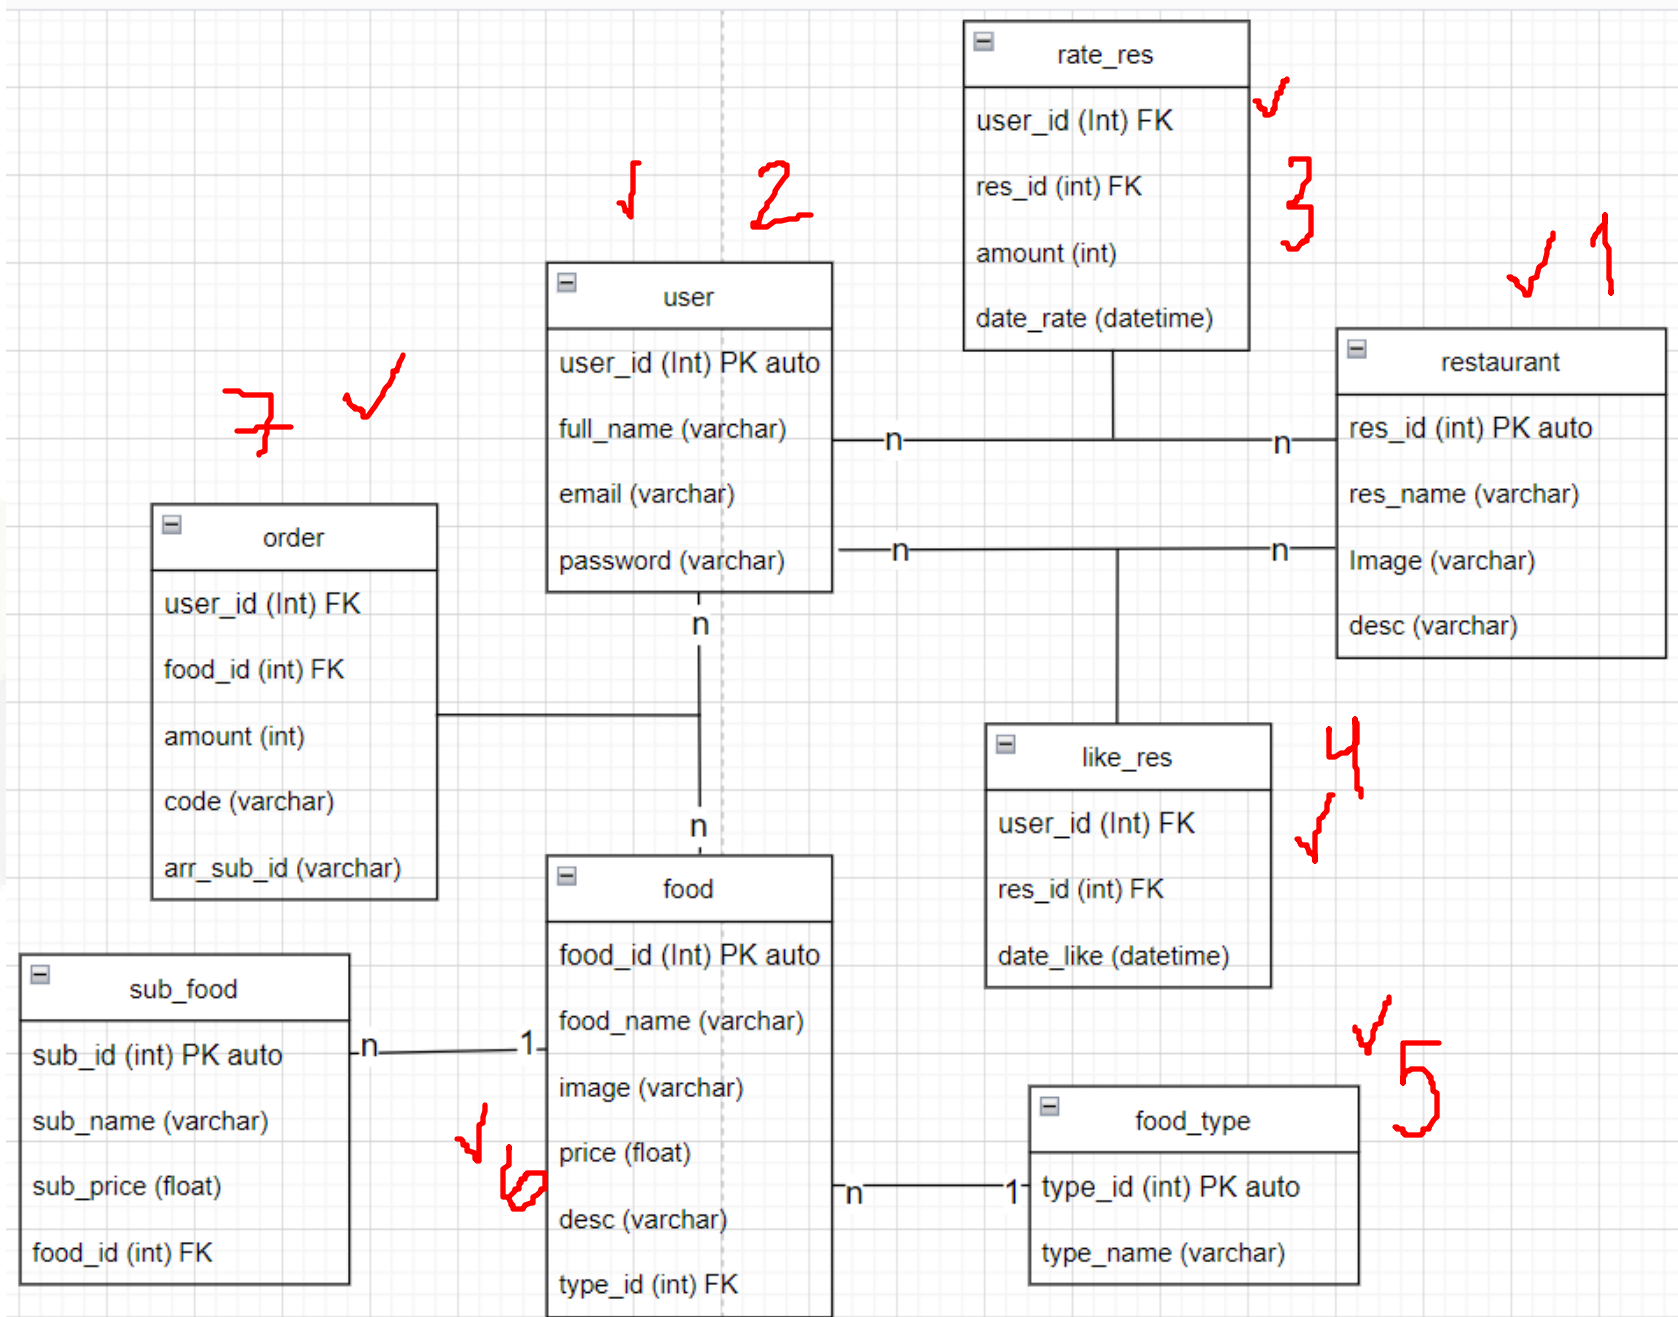 rate_res
user_id (Int) FK
res_id (int) FK
amount (int)
date_rate (datetime)
3
2
1
user
user_id (Int) PK auto
full_name (varchar)
email (varchar)
password (varchar)
restaurant
res_id (int) PK auto
res_name (varchar)
Image (varchar)
desc (varchar)
n
n
n
n
7
order
user_id (Int) FK
food_id (int) FK
amount (int)
code (varchar)
arr_sub_id (varchar)
n
n
like_res
user_id (Int) FK
res_id (int) FK
date_like (datetime)
4
food
food_id (Int) PK auto
food_name (varchar)
image (varchar)
price (float)
desc (varchar)
type_id (int) FK
sub_food
sub_id (int) PK auto
sub_name (varchar)
sub_price (float)
food_id (int) FK
n
1
6
5
food_type
type_id (int) PK auto
type_name (varchar)
n
1